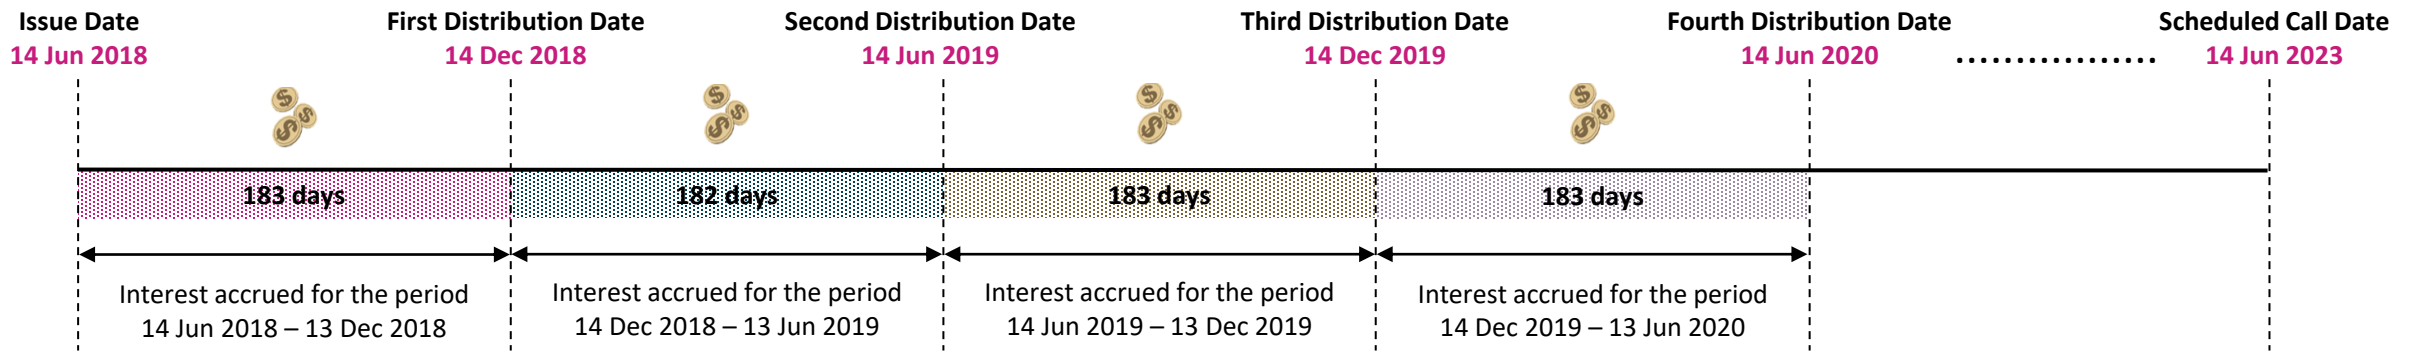 Issue Date
14 Jun 2018
First Distribution Date
14 Dec 2018
Second Distribution Date
14 Jun 2019
Third Distribution Date
14 Dec 2019
Fourth Distribution Date
14 Jun 2020
Scheduled Call Date
14 Jun 2023
183 days
182 days
183 days
183 days
Interest accrued for the period
14 Jun 2018 – 13 Dec 2018
Interest accrued for the period
14 Dec 2018 – 13 Jun 2019
Interest accrued for the period
14 Jun 2019 – 13 Dec 2019
Interest accrued for the period
14 Dec 2019 – 13 Jun 2020